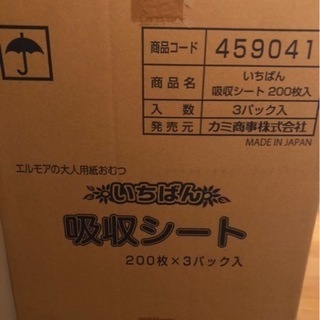 商品コード 459041
商品名 いちばん
吸収シート 200枚入
入数 3パック入
発売元 カミ商事株式会社
MADE IN JAPAN
エルモアの大人用紙おむつ
いちばん
吸収シート
200枚×3パック入